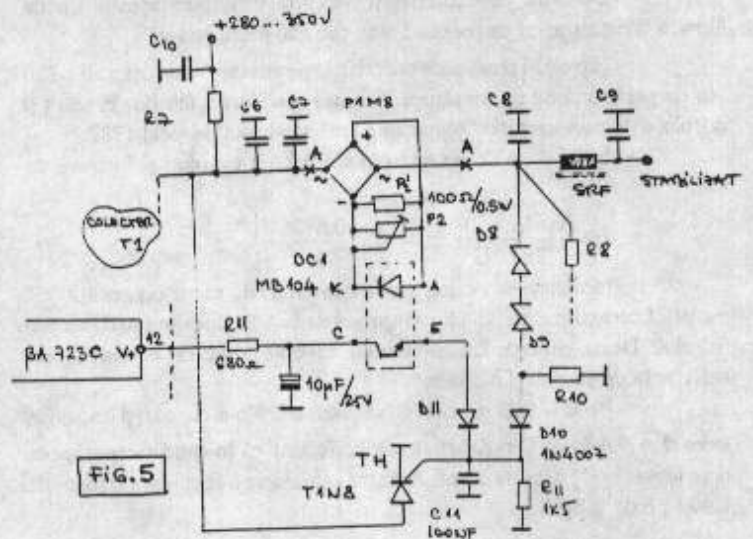 +280...350V
C10
R7
C6
C7
P1M8
C8
C9
A
A
+
~
~
-
100Ω/0.5W
P2
SRF
STABILIZAT
COLECTOR
T1
OC1
MB104
K
A
D8
R8
D9
βA 723C V+
12
R11
680Ω
C
E
10µF/25V
D11
R10
D10
1N4007
FIG.5
TH
T1N8
C11
100NF
R11
1K5